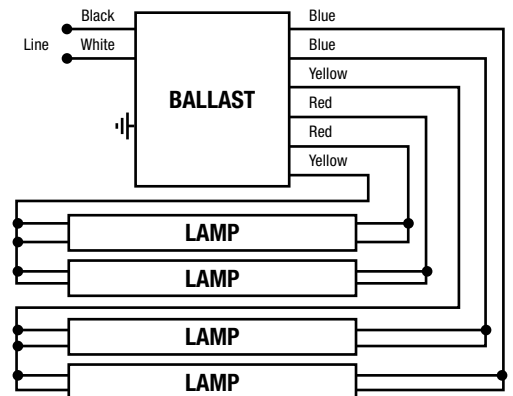 Black
Line
White
BALLAST
Blue
Blue
Yellow
Red
Red
Yellow
LAMP
LAMP
LAMP
LAMP